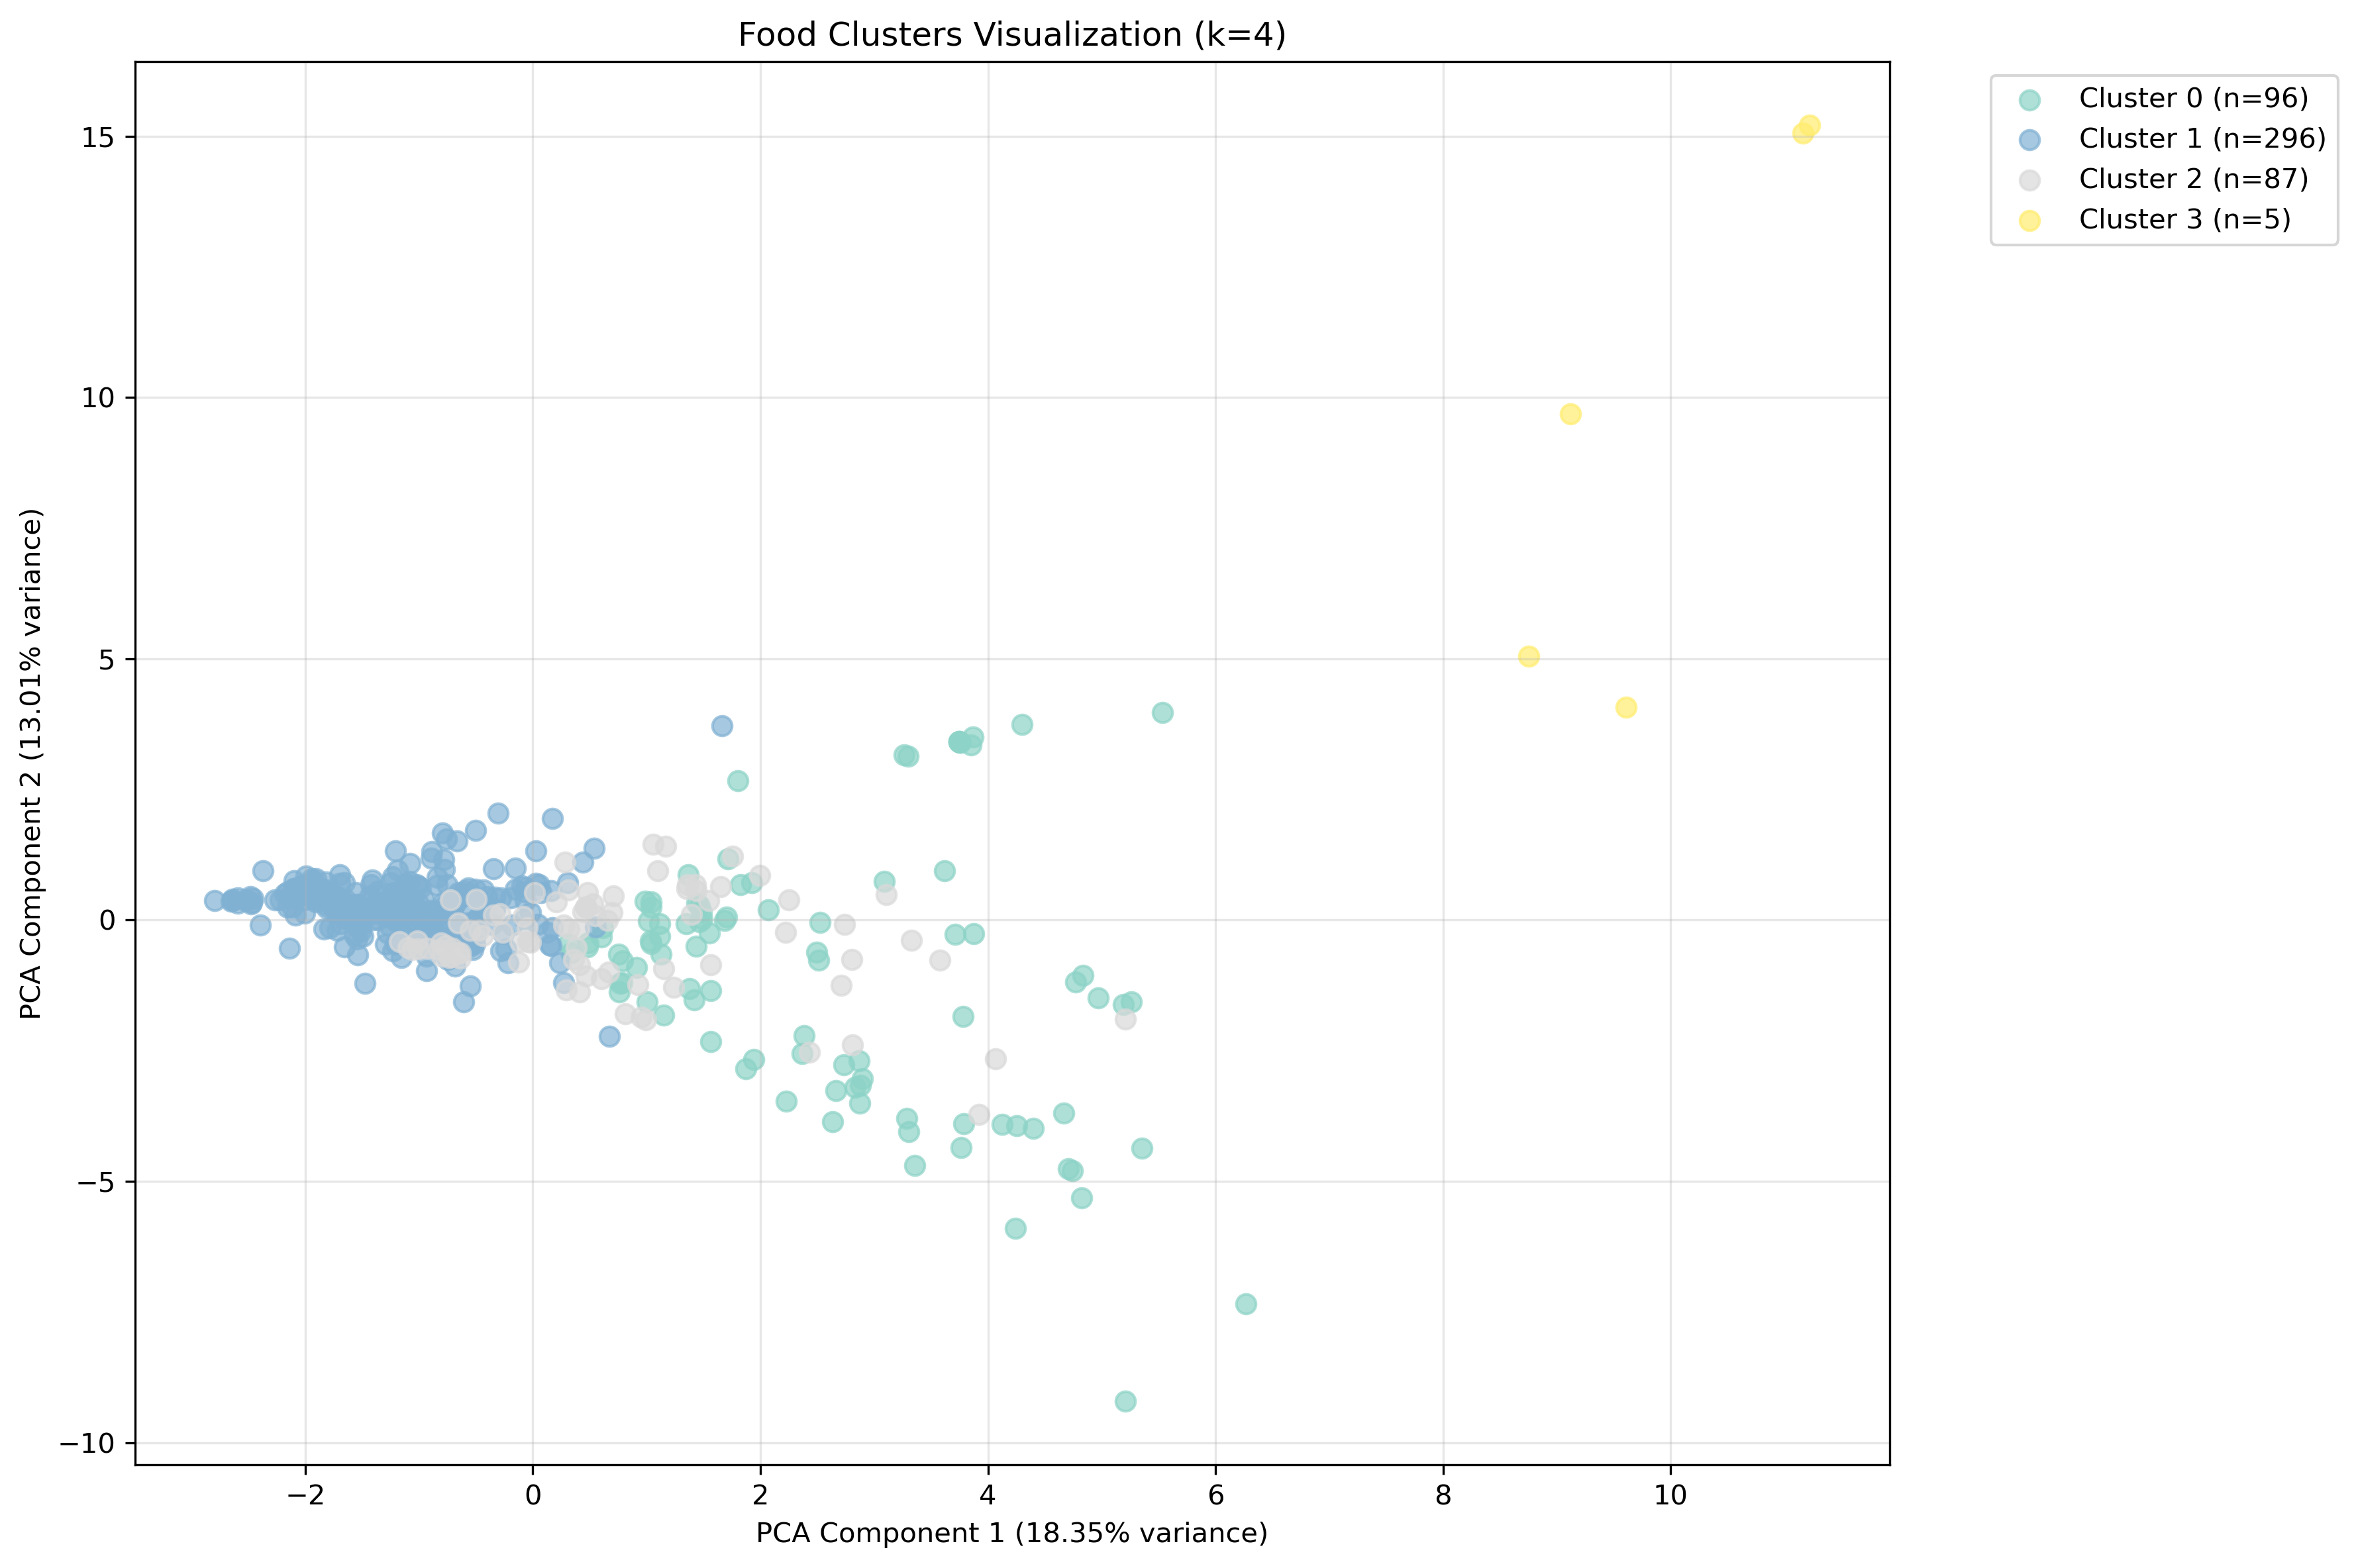 Food Clusters Visualization (k=4)
Cluster 0 (n=96)
Cluster 1 (n=296)
Cluster 2 (n=87)
Cluster 3 (n=5)
PCA Component 2 (13.01% variance)
15
10
5
0
−5
−10
−2 0 2 4 6 8 10
PCA Component 1 (18.35% variance)